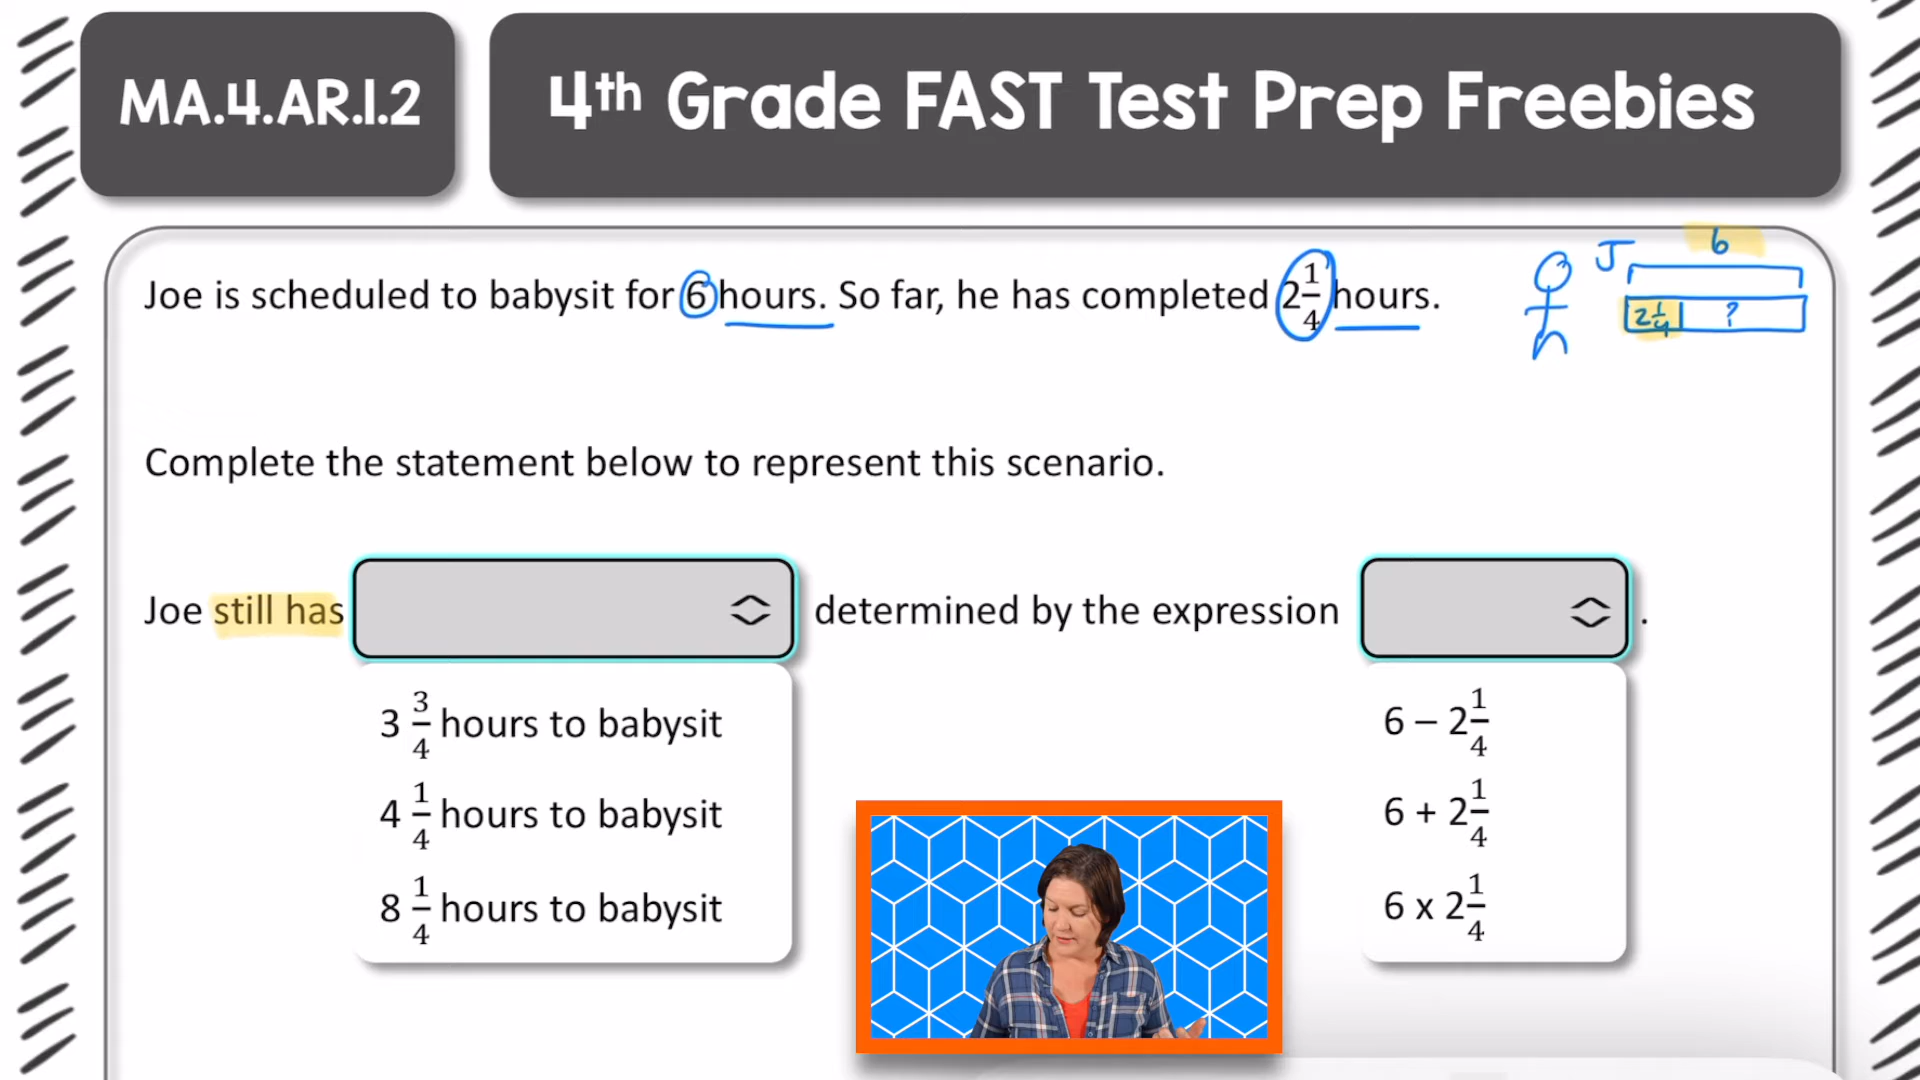 MA.4.AR.1.2
4th Grade FAST Test Prep Freebies
Joe is scheduled to babysit for 6 hours. So far, he has completed 2 1/4 hours.
J
6
2 1/4 ?
Complete the statement below to represent this scenario.
Joe still has determined by the expression .
3 3/4 hours to babysit
4 1/4 hours to babysit
8 1/4 hours to babysit
6 – 2 1/4
6 + 2 1/4
6 x 2 1/4